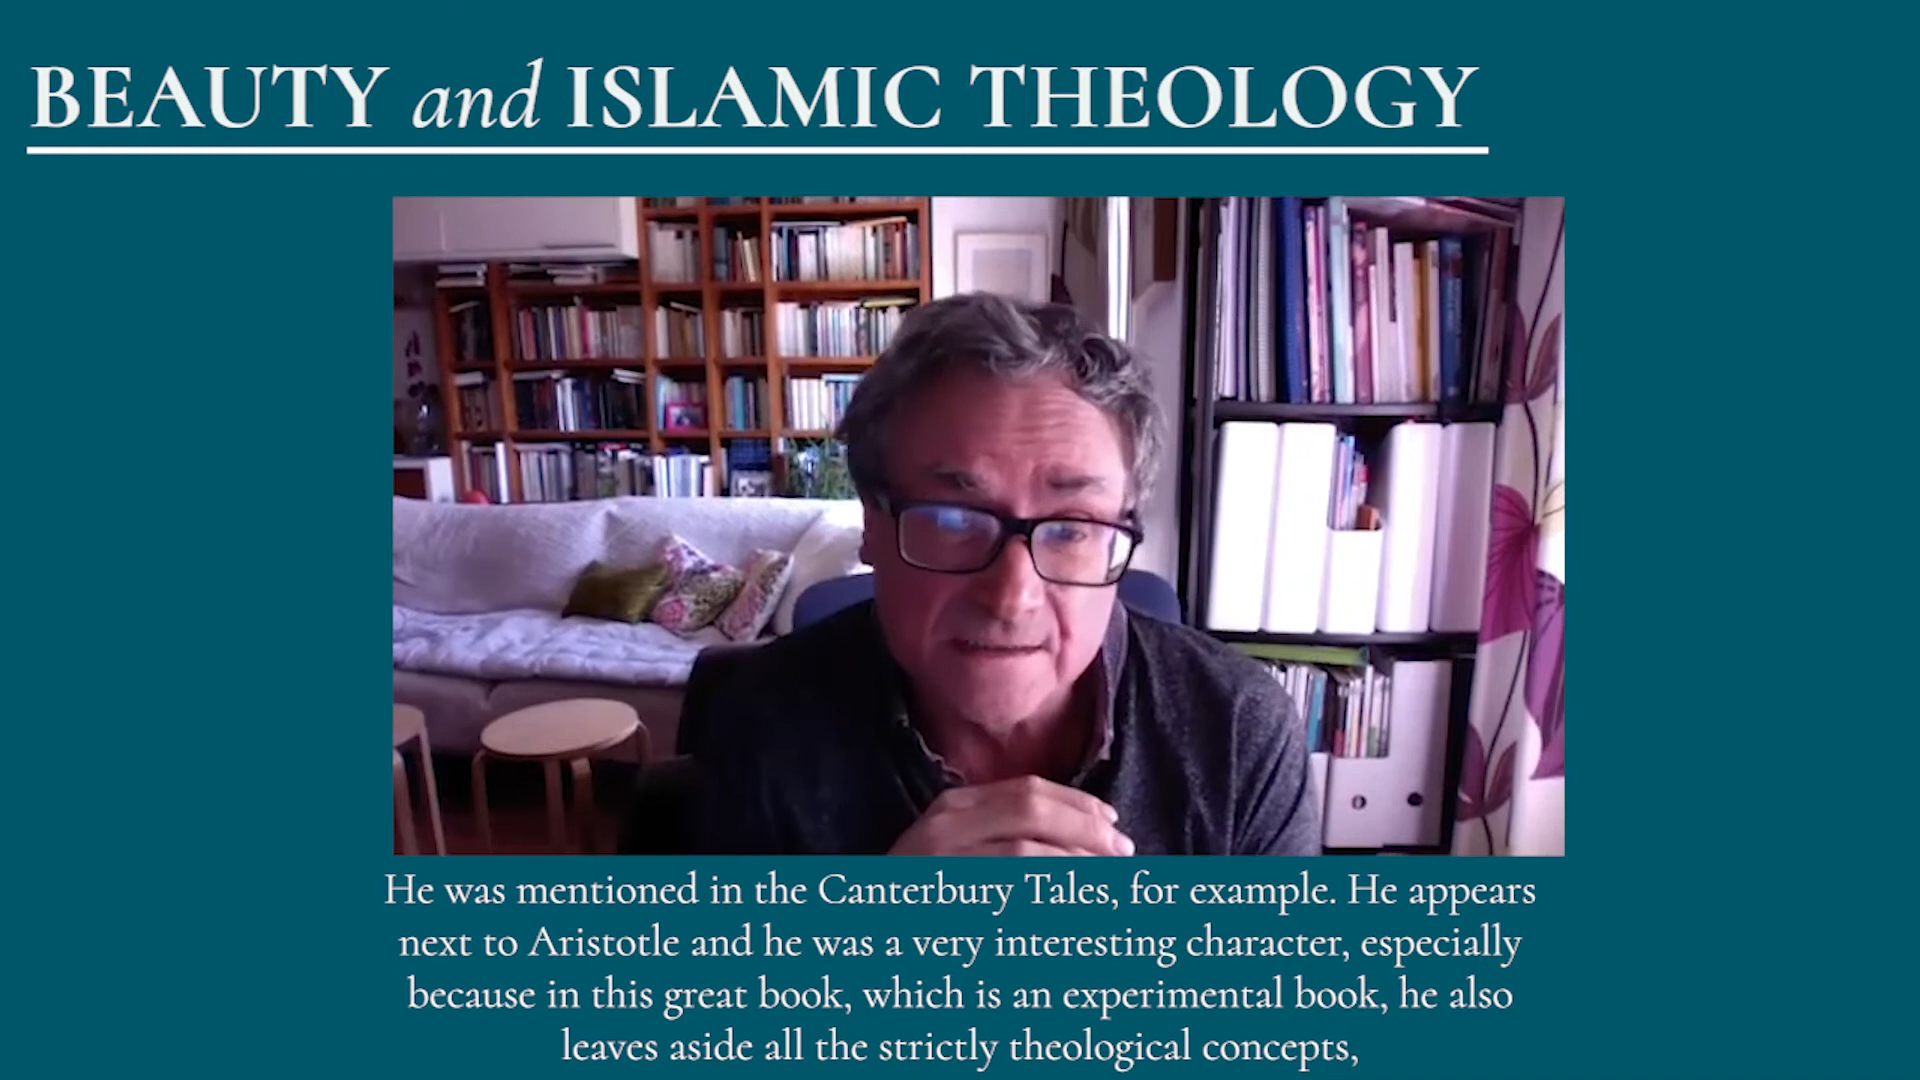 BEAUTY and ISLAMIC THEOLOGY
He was mentioned in the Canterbury Tales, for example. He appears
next to Aristotle and he was a very interesting character, especially
because in this great book, which is an experimental book, he also
leaves aside all the strictly theological concepts,